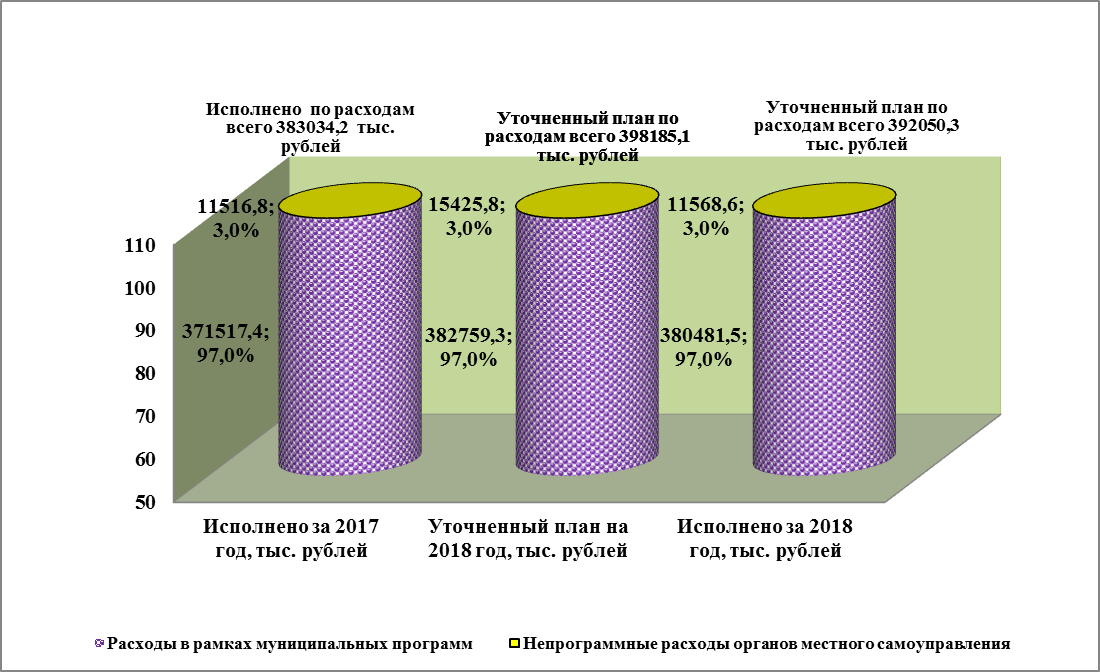 Исполнено по расходам
всего 383034,2 тыс.
рублей
Уточненный план по
расходам всего 398185,1
тыс. рублей
Уточненный план по
расходам всего 392050,3
тыс. рублей
11516,8;
3,0%
15425,8;
3,0%
11568,6;
3,0%
371517,4;
97,0%
382759,3;
97,0%
380481,5;
97,0%
110
100
90
80
70
60
50
Исполнено за 2017
год, тыс. рублей
Уточненный план на
2018 год, тыс. рублей
Исполнено за 2018
год, тыс. рублей
Расходы в рамках муниципальных программ
Непрограммные расходы органов местного самоуправления